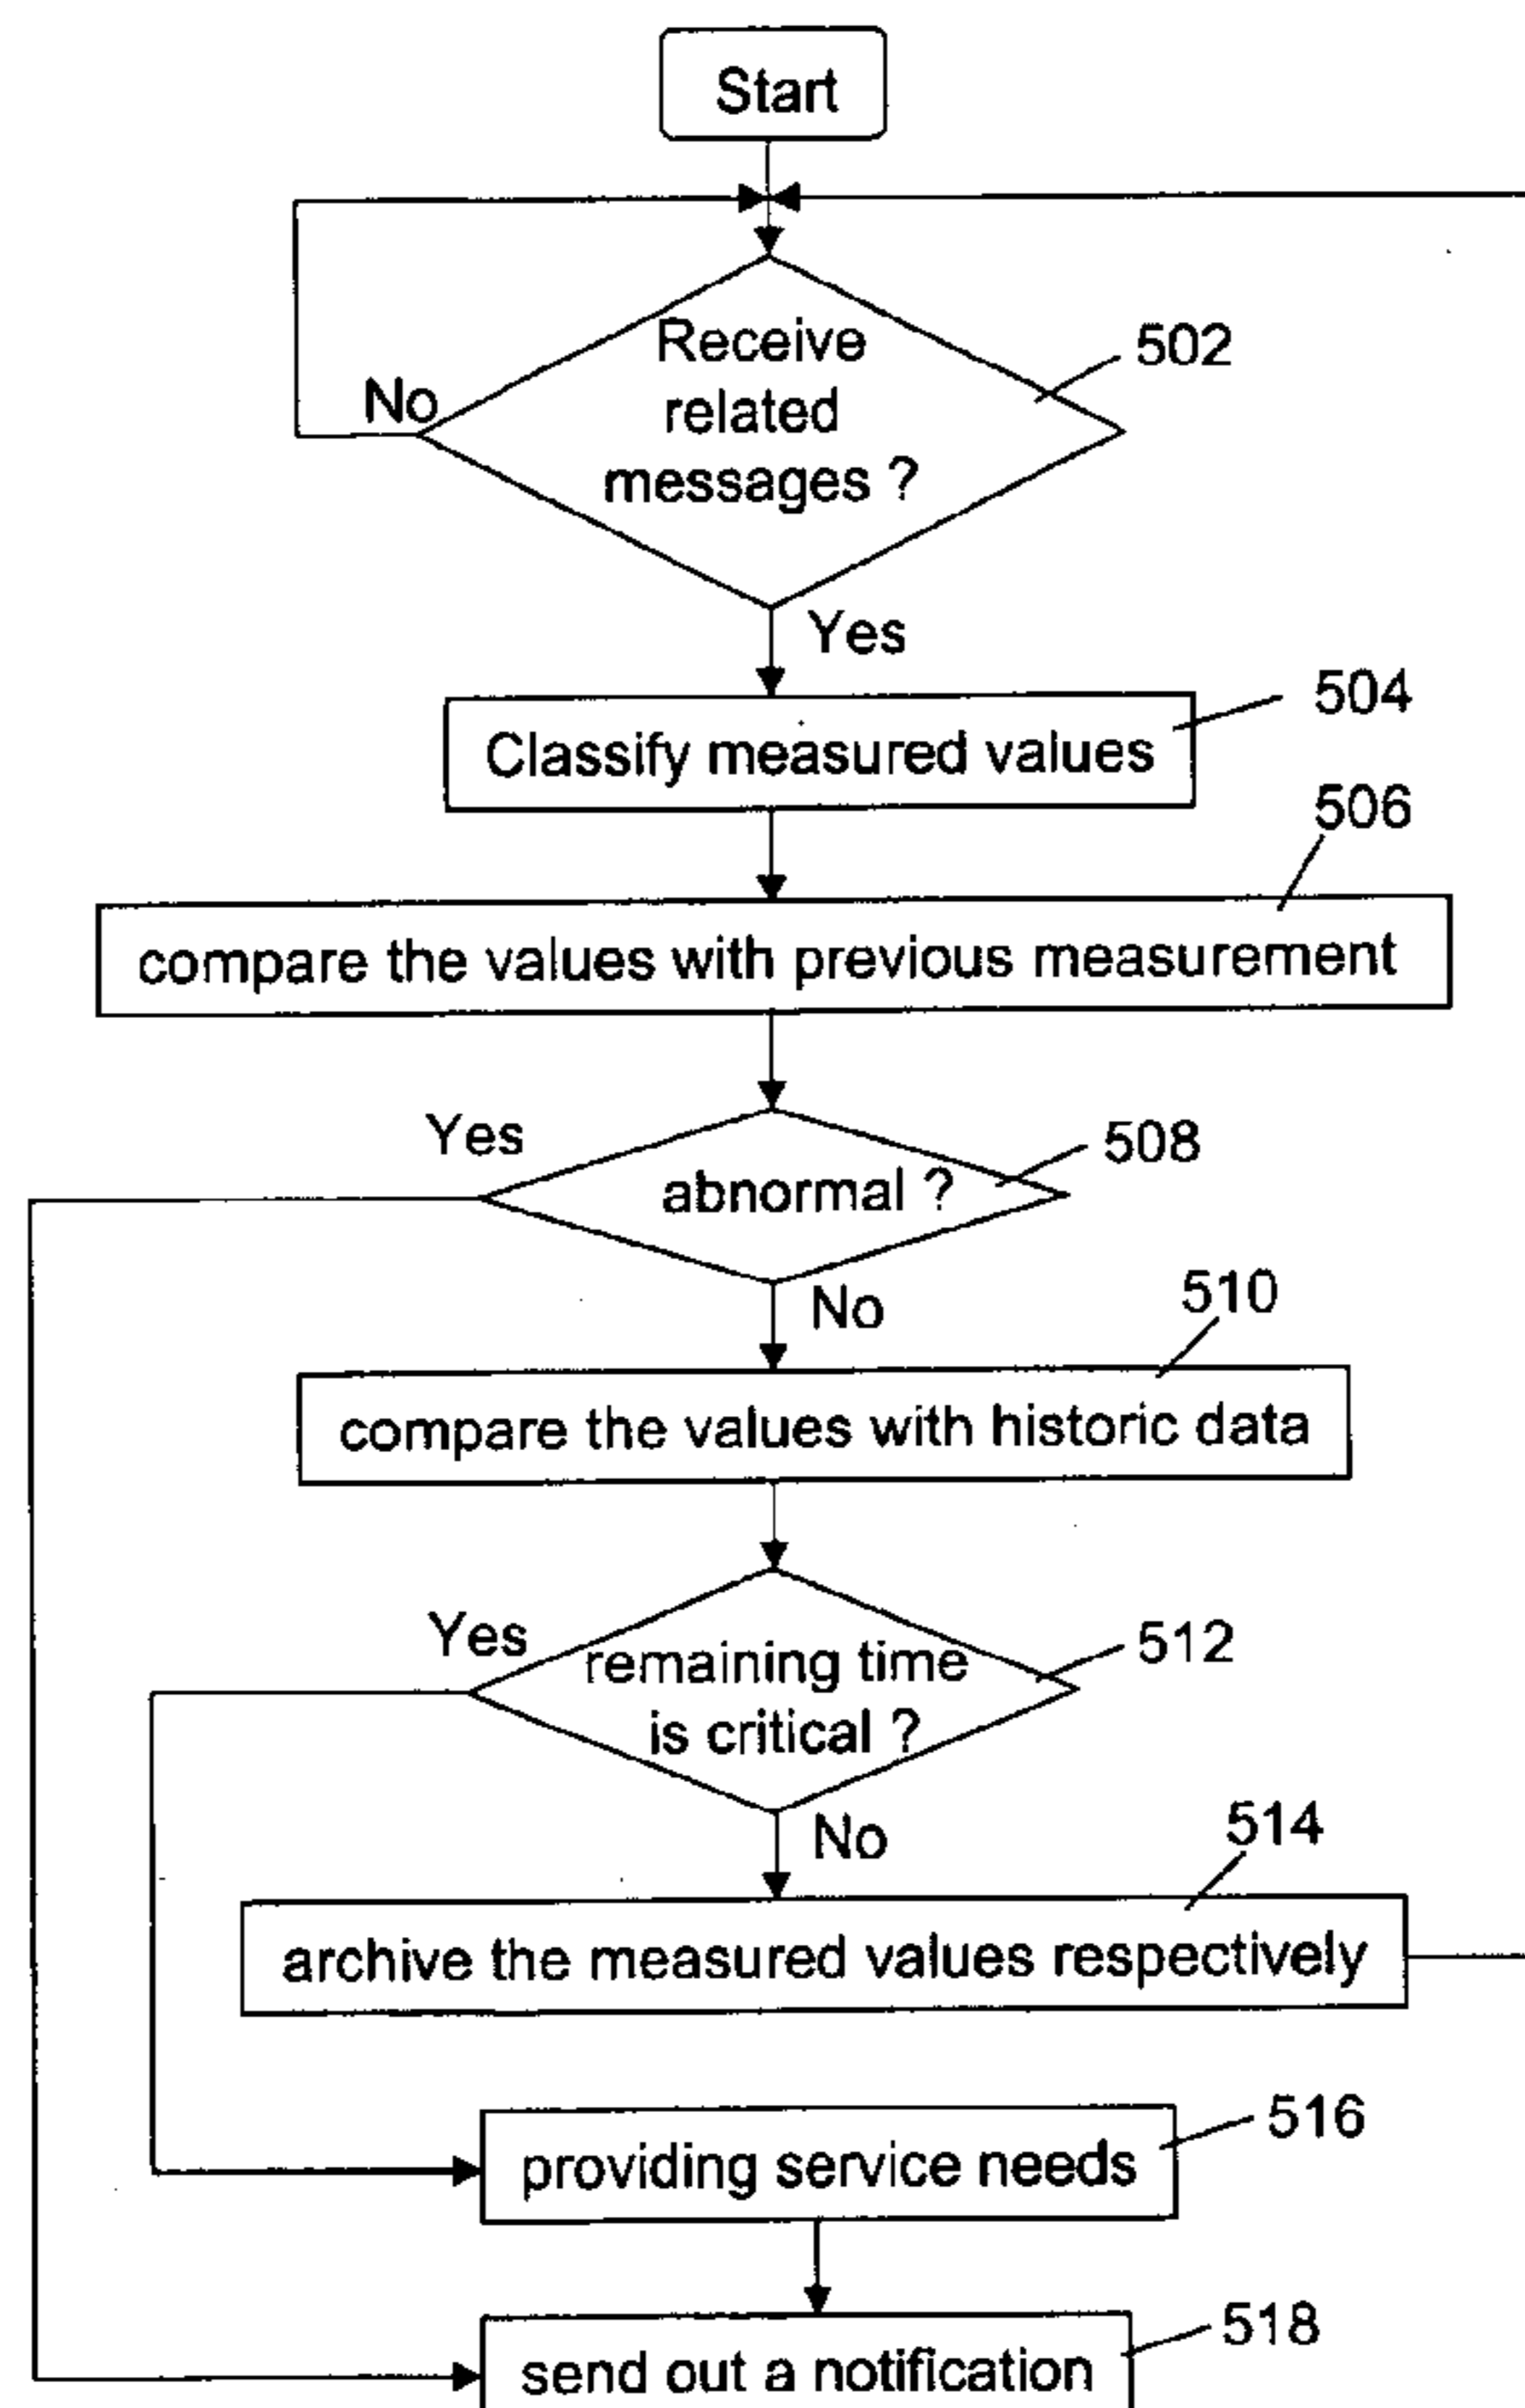 Start
Receive
related
messages ?
502
No
Yes
504
Classify measured values
506
compare the values with previous measurement
Yes
508
abnormal ?
No
510
compare the values with historic data
Yes
512
remaining time
is critical ?
No
514
archive the measured values respectively
516
providing service needs
518
send out a notification